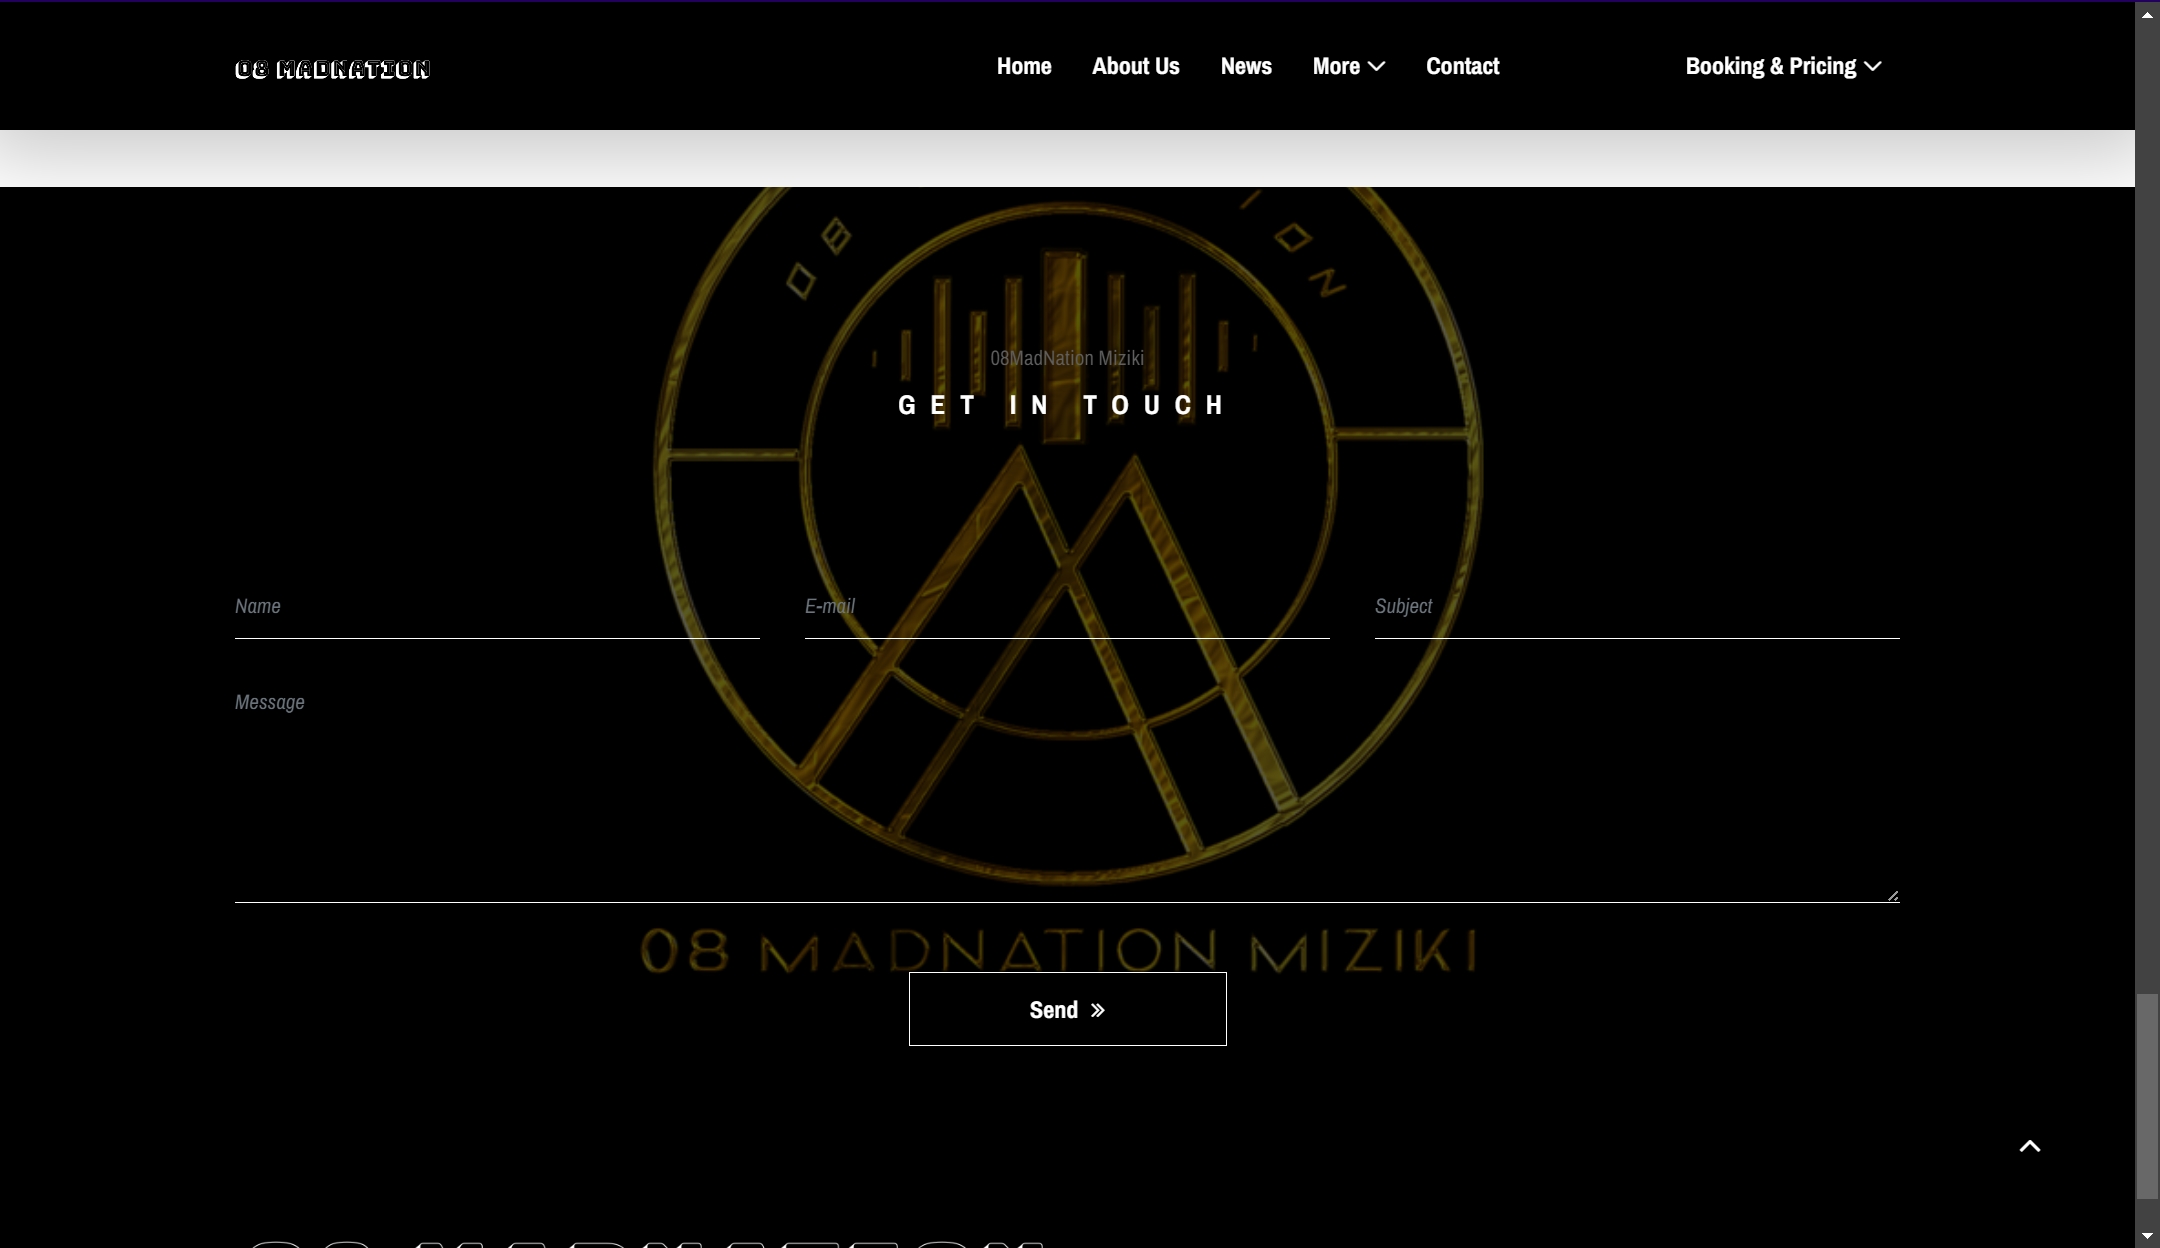 08 MADNATION
Home About Us News More Contact Booking & Pricing
08 ION
08MadNation Miziki
GET IN TOUCH
Name E-mail Subject
Message
08 MADNATION MIZIKI
Send